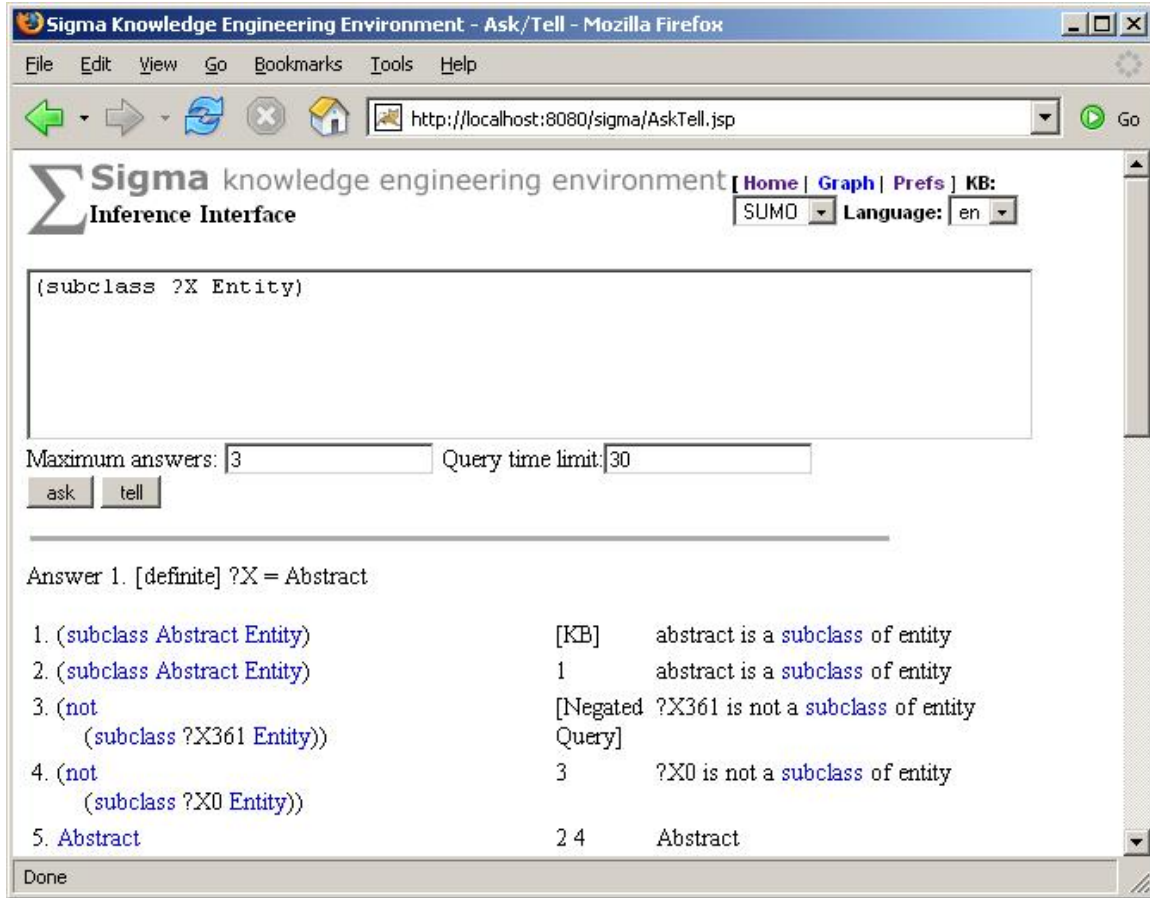 Sigma Knowledge Engineering Environment - Ask/Tell - Mozilla Firefox
File Edit View Go Bookmarks Tools Help
http://localhost:8080/sigma/AskTell.jsp Go
Σ Sigma knowledge engineering environment [ Home | Graph | Prefs ] KB:
Inference Interface SUMO Language: en
(subclass ?X Entity)
Maximum answers: 3 Query time limit: 30
ask tell
Answer 1. [definite] ?X = Abstract
1. (subclass Abstract Entity) [KB] abstract is a subclass of entity
2. (subclass Abstract Entity) 1 abstract is a subclass of entity
3. (not [Negated ?X361 is not a subclass of entity
(subclass ?X361 Entity)) Query]
4. (not 3 ?X0 is not a subclass of entity
(subclass ?X0 Entity))
5. Abstract 2 4 Abstract
Done